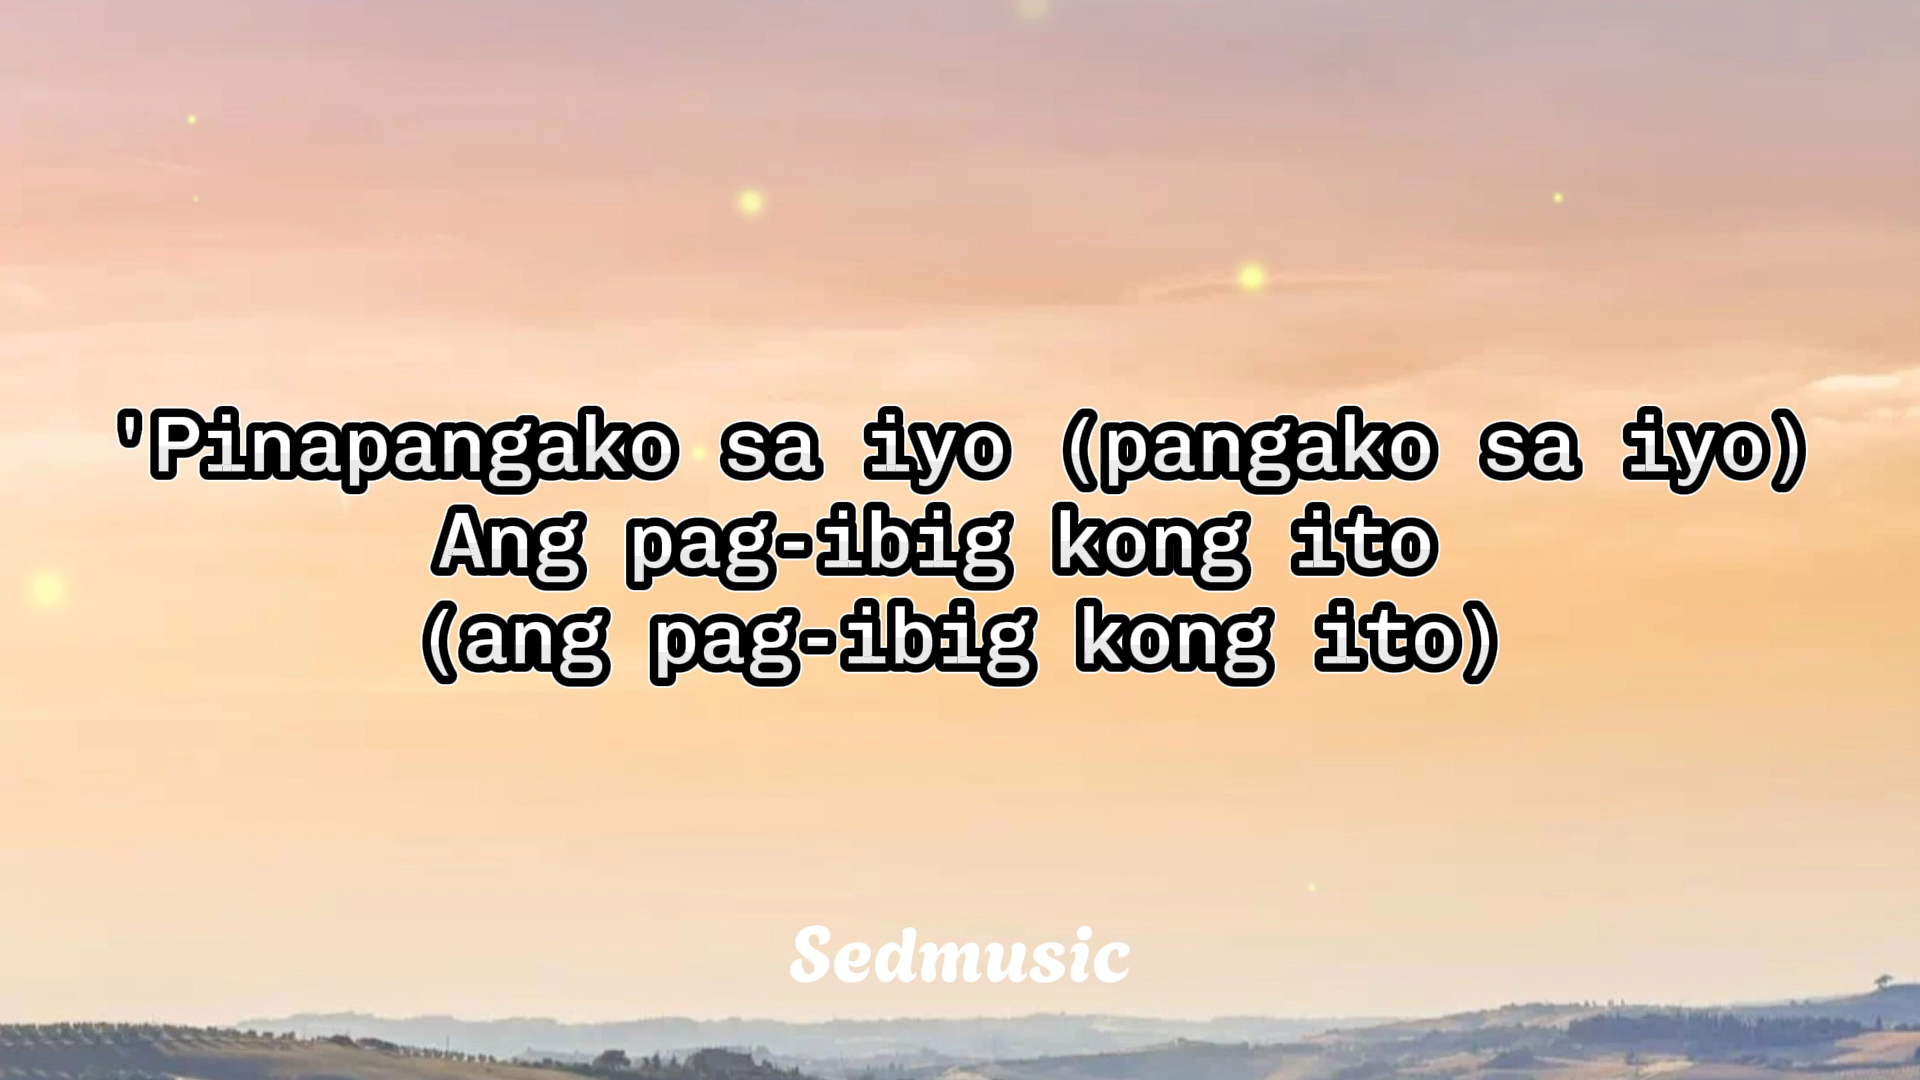 'Pinapangako sa iyo (pangako sa iyo)
Ang pag-ibig kong ito
(ang pag-ibig kong ito)
Sedmusic